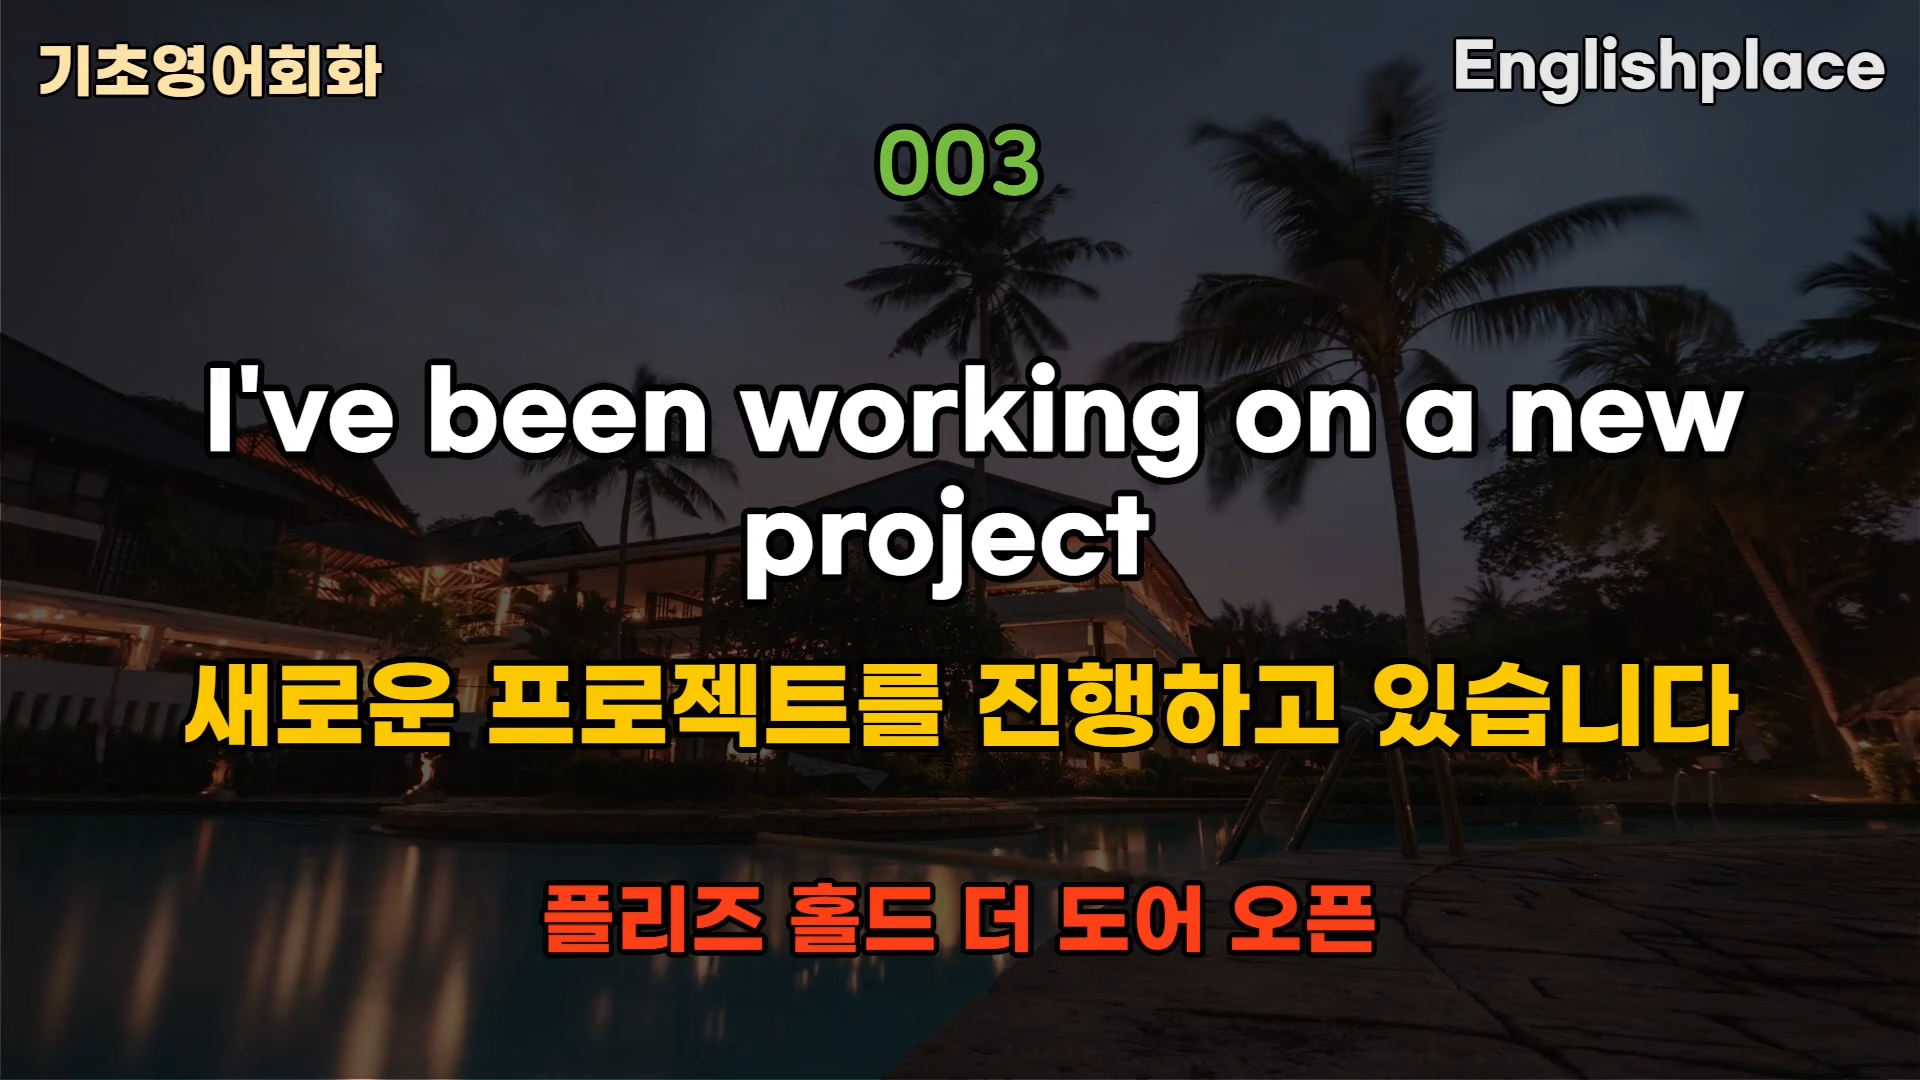 기초영어회화
Englishplace
003
I've been working on a new
project
새로운 프로젝트를 진행하고 있습니다
플리즈 홀드 더 도어 오픈